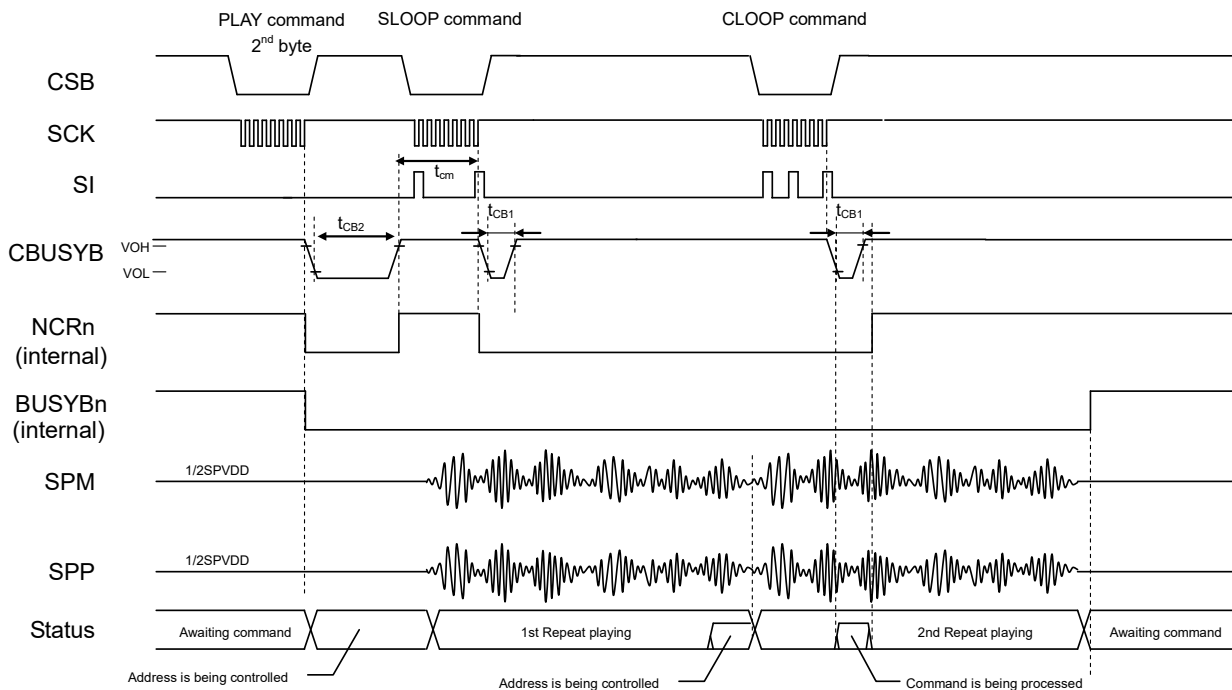 PLAY command
2nd byte
SLOOP command
CLOOP command
CSB
SCK
SI
tcm
tCB2
tCB1
tCB1
CBUSYB
VOH
VOL
NCRn
(internal)
BUSYBn
(internal)
SPM
1/2SPVDD
SPP
1/2SPVDD
Status
Awaiting command
1st Repeat playing
2nd Repeat playing
Awaiting command
Address is being controlled
Address is being controlled
Command is being processed